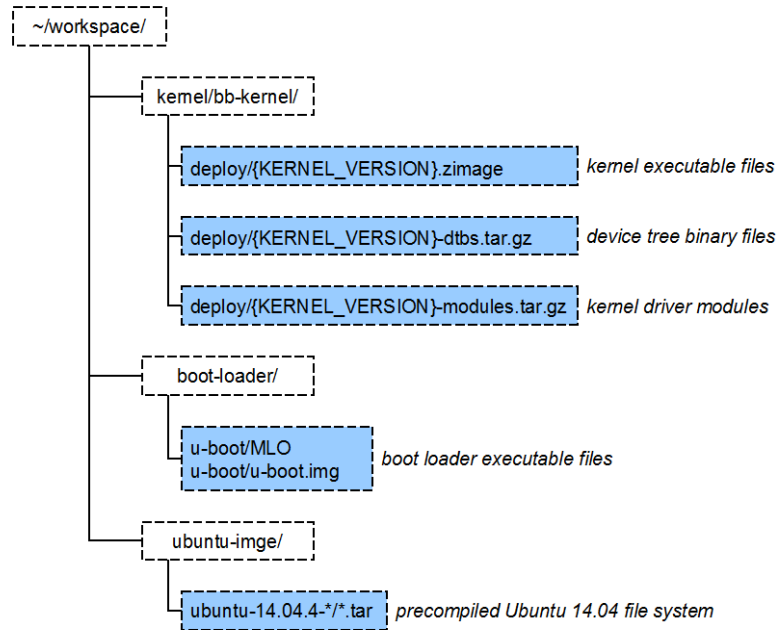 ~/workspace/
kernel/bb-kernel/
deploy/{KERNEL_VERSION}.zimage
kernel executable files
deploy/{KERNEL_VERSION}-dtbs.tar.gz
device tree binary files
deploy/{KERNEL_VERSION}-modules.tar.gz
kernel driver modules
boot-loader/
u-boot/MLO
u-boot/u-boot.img
boot loader executable files
ubuntu-imge/
ubuntu-14.04.4-*/*.tar
precompiled Ubuntu 14.04 file system